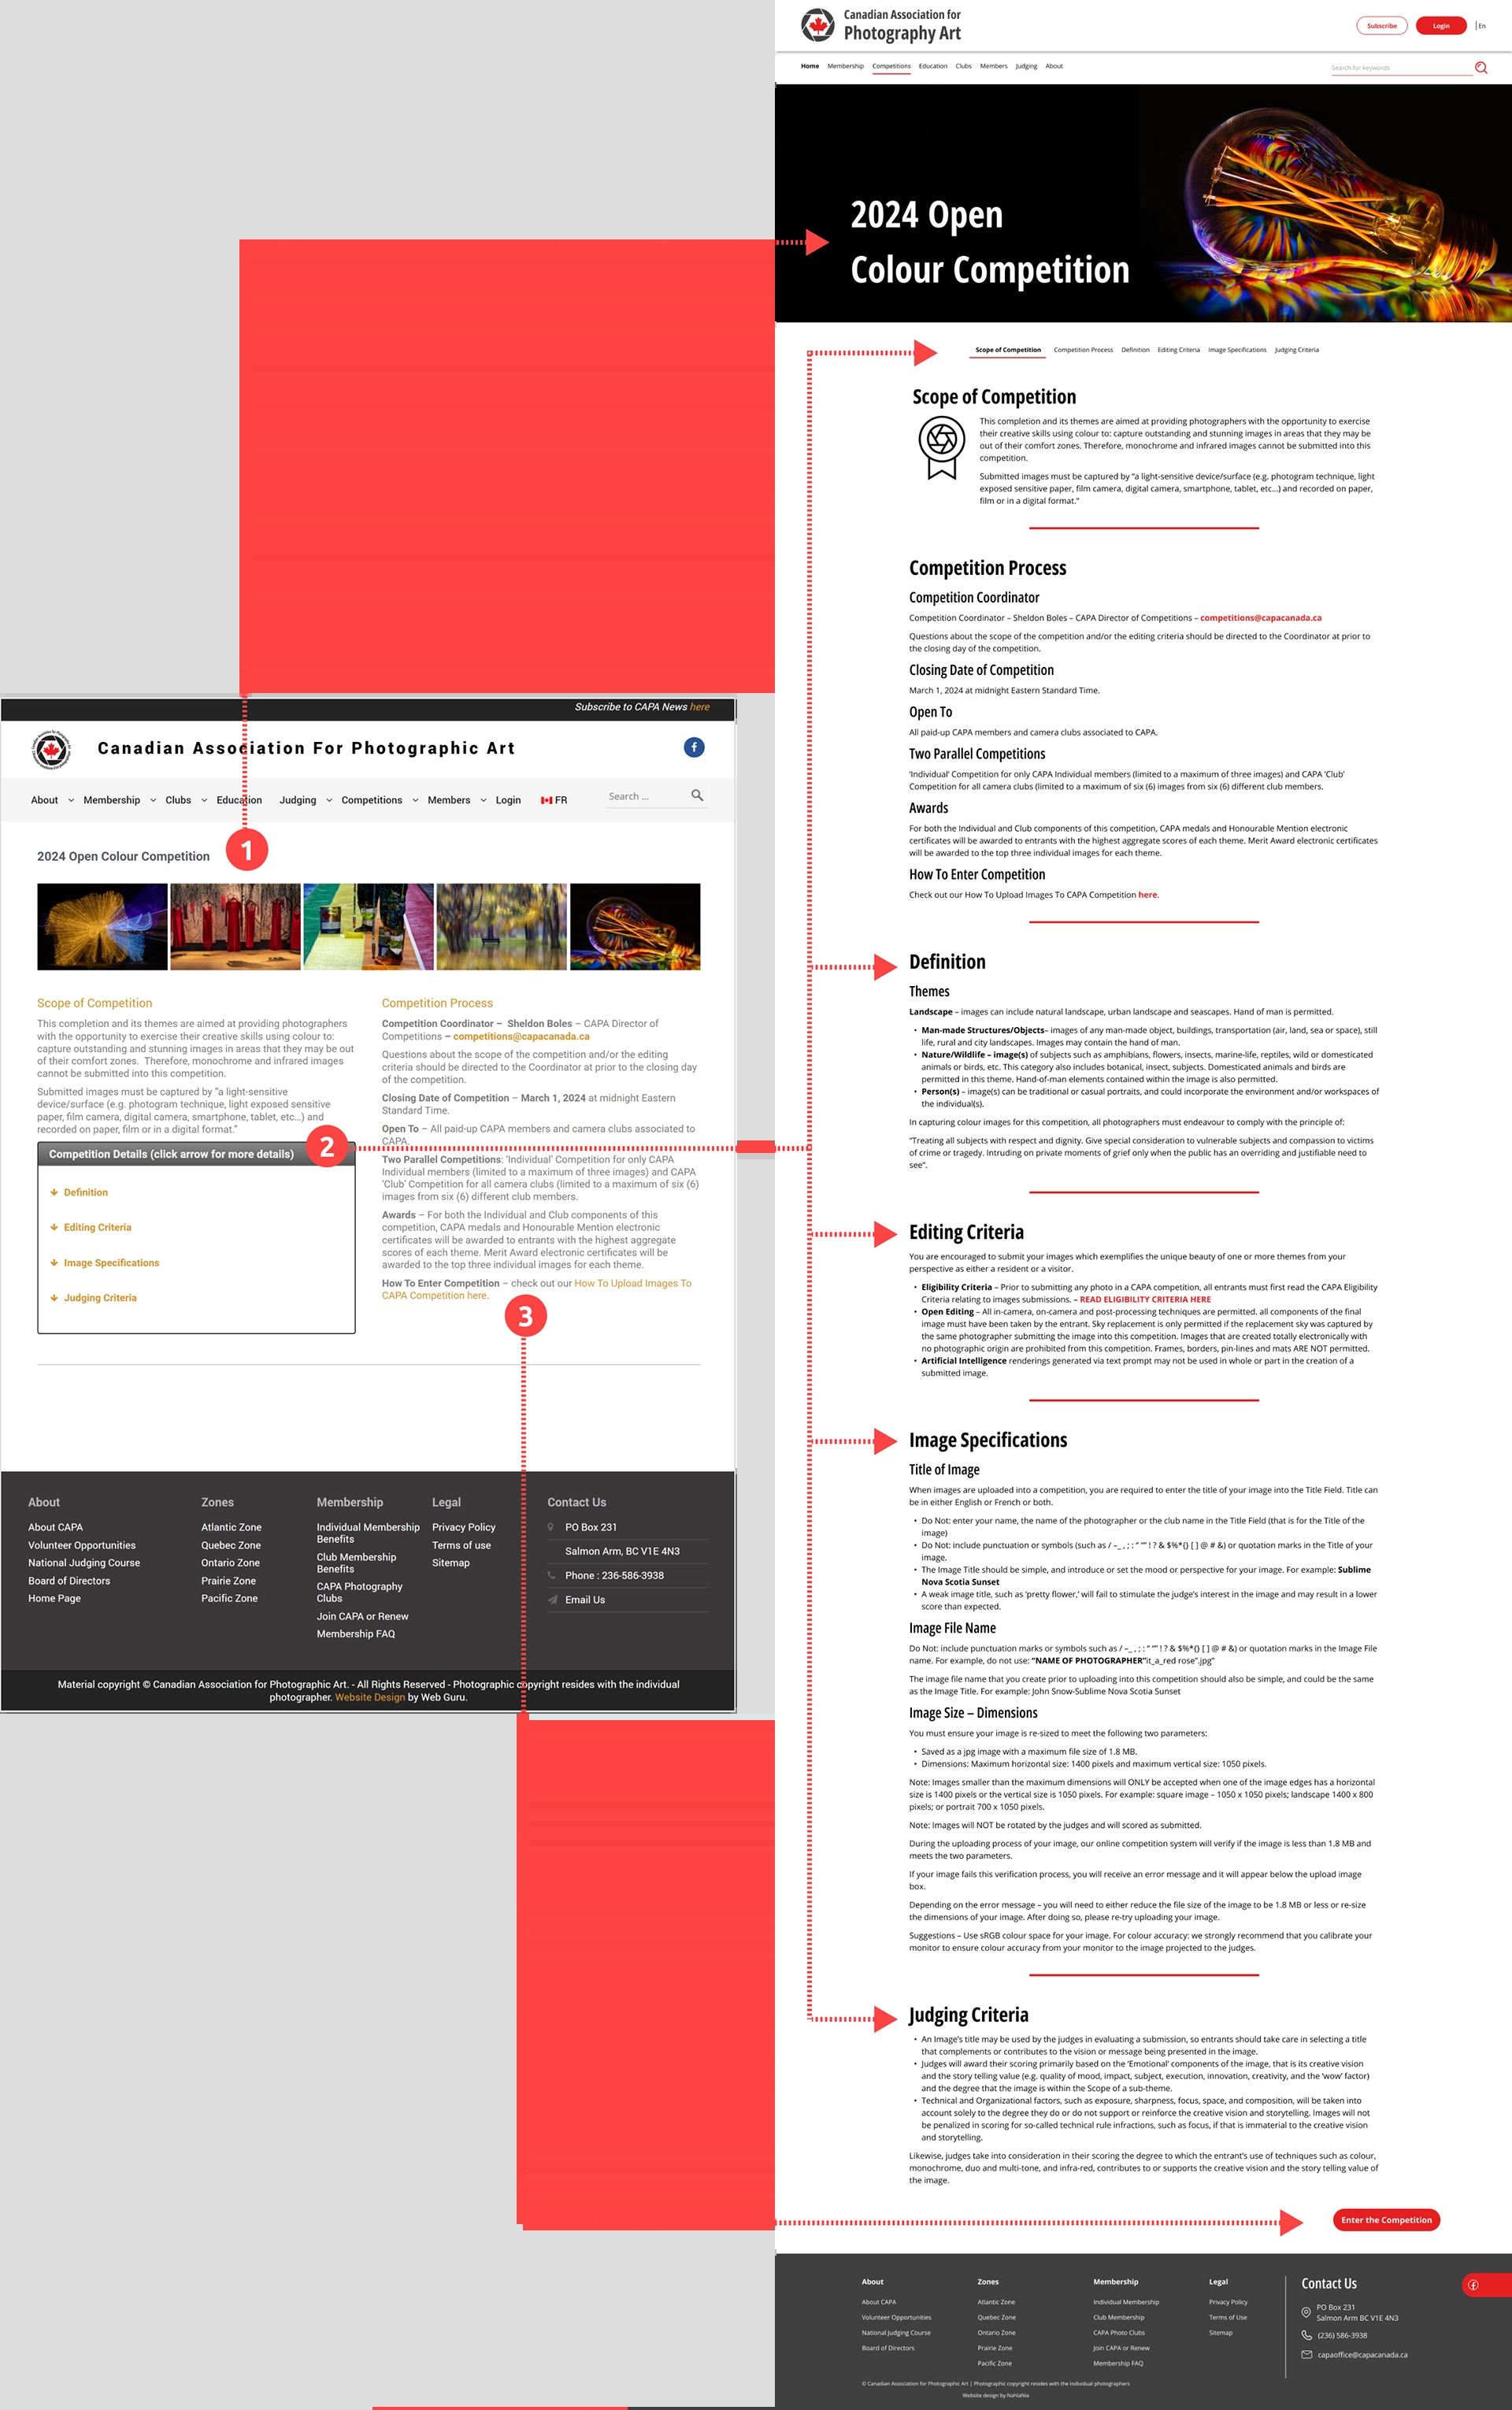 Subscribe to CAPA News here
Canadian Association For Photographic Art
About
Membership
Clubs
Education
Judging
Competitions
Members
Login
FR
Search ...
2024 Open Colour Competition
1
Scope of Competition
This completion and its themes are aimed at providing photographers
with the opportunity to exercise their creative skills using colour to:
capture outstanding and stunning images in areas that they may be out
of their comfort zones. Therefore, monochrome and infrared images
cannot be submitted into this competition.
Submitted images must be captured by "a light-sensitive
device/surface (e.g. photogram technique, light exposed sensitive
paper, film camera, digital camera, smartphone, tablet, etc...) and
recorded on paper, film or in a digital format."
Competition Details (click arrow for more details)
2
Definition
Editing Criteria
Image Specifications
Judging Criteria
Competition Process
Competition Coordinator – Sheldon Boles – CAPA Director of
Competitions – competitions@capacanada.ca
Questions about the scope of the competition and/or the editing
criteria should be directed to the Coordinator at prior to the closing day
of the competition.
Closing Date of Competition – March 1, 2024 at midnight Eastern
Standard Time.
Open To – All paid-up CAPA members and camera clubs associated to
CAPA.
Two Parallel Competitions: 'Individual' Competition for only CAPA
Individual members (limited to a maximum of three images) and CAPA
'Club' Competition for all camera clubs (limited to a maximum of six (6)
images from six (6) different club members.
Awards – For both the Individual and Club components of this
competition, CAPA medals and Honourable Mention electronic
certificates will be awarded to entrants with the highest aggregate
scores of each theme. Merit Award electronic certificates will be
awarded to the top three individual images for each theme.
How To Enter Competition – check out our How To Upload Images To
CAPA Competition here.
3
About
About CAPA
Volunteer Opportunities
National Judging Course
Board of Directors
Home Page
Zones
Atlantic Zone
Quebec Zone
Ontario Zone
Prairie Zone
Pacific Zone
Membership
Individual Membership
Benefits
Club Membership
Benefits
CAPA Photography
Clubs
Join CAPA or Renew
Membership FAQ
Legal
Privacy Policy
Terms of use
Sitemap
Contact Us
PO Box 231
Salmon Arm, BC V1E 4N3
Phone : 236-586-3938
Email Us
Material copyright © Canadian Association for Photographic Art. - All Rights Reserved - Photographic copyright resides with the individual
photographer. Website Design by Web Guru.
Canadian Association for
Photography Art
Subscribe
Login
En
Home
Membership
Competitions
Education
Clubs
Members
Judging
About
Search for keywords
2024 Open
Colour Competition
Scope of Competition
Competition Process
Definition
Editing Criteria
Image Specifications
Judging Criteria
Scope of Competition
This completion and its themes are aimed at providing photographers with the opportunity to exercise
their creative skills using colour to: capture outstanding and stunning images in areas that they may be
out of their comfort zones. Therefore, monochrome and infrared images cannot be submitted into this
competition.
Submitted images must be captured by "a light-sensitive device/surface (e.g. photogram technique, light
exposed sensitive paper, film camera, digital camera, smartphone, tablet, etc...) and recorded on paper,
film or in a digital format."
Competition Process
Competition Coordinator
Competition Coordinator – Sheldon Boles – CAPA Director of Competitions – competitions@capacanada.ca
Questions about the scope of the competition and/or the editing criteria should be directed to the Coordinator at prior to
the closing day of the competition.
Closing Date of Competition
March 1, 2024 at midnight Eastern Standard Time.
Open To
All paid-up CAPA members and camera clubs associated to CAPA.
Two Parallel Competitions
'Individual' Competition for only CAPA Individual members (limited to a maximum of three images) and CAPA 'Club'
Competition for all camera clubs (limited to a maximum of six (6) images from six (6) different club members.
Awards
For both the Individual and Club components of this competition, CAPA medals and Honourable Mention electronic
certificates will be awarded to entrants with the highest aggregate scores of each theme. Merit Award electronic certificates
will be awarded to the top three individual images for each theme.
How To Enter Competition
Check out our How To Upload Images To CAPA Competition here.
Definition
Themes
Landscape – images can include natural landscape, urban landscape and seascapes. Hand of man is permitted.
• Man-made Structures/Objects– images of any man-made object, buildings, transportation (air, land, sea or space), still
life, rural life, and nautical objects. Images may contain the hand of man.
• Nature/Wildlife – image(s) of subjects such as amphibians, flowers, insects, marine-life, reptiles, wild or domesticated
animals or birds, etc. This category also includes botanical, insect, subjects. Domesticated animals and birds are
permitted in this theme. Hand-of-man elements contained within the image is also permitted.
• Person(s) – image(s) can be traditional or casual portraits, and could incorporate the environment and/or workspaces of
the individual(s).
In capturing colour images for this competition, all photographers must endeavour to comply with the principle of:
"Treating all subjects with respect and dignity. Give special consideration to vulnerable subjects and compassion to victims
of crime or tragedy. Intruding on private moments of grief only when the public has an overriding and justifiable need to
see".
Editing Criteria
You are encouraged to submit your images which exemplifies the unique beauty of one or more themes from your
perspective as either a resident or a visitor.
• Eligibility Criteria – Prior to submitting any photo in a CAPA competition, all entrants must first read the CAPA Eligibility
Criteria relating to images submissions. – READ ELIGIBILITY CRITERIA HERE
• Open Editing – All in-camera, on-camera and post-processing techniques are permitted. all components of the final
image must have been taken by the entrant. Sky replacement is only permitted if the replacement sky was captured by
the same photographer submitting the image into this competition. Images that are created totally electronically with
no photographic origin are prohibited from this competition. Frames, borders, pin-lines and mats ARE NOT permitted.
• Artificial Intelligence renderings generated via text prompt may not be used in whole or part in the creation of a
submitted image.
Image Specifications
Title of Image
When images are uploaded into a competition, you are required to enter the title of your image into the Title Field. Title can
be in either English or French or both.
• Do Not: enter your name, the name of the photographer or the club name in the Title Field (that is for the Title of the
image)
• Do Not: include punctuation or symbols (such as / –_ , ; : " "" ! ? & $%*{} [ ] @ # &) or quotation marks in the Title of your
image.
• The Image Title should be simple, and introduce or set the mood or perspective for your image. For example: Sublime
Nova Scotia Sunset
• A weak image title, such as 'pretty flower,' will fail to stimulate the judge's interest in the image and may result in a lower
score than expected.
Image File Name
Do Not: include punctuation marks or symbols such as / –_ , ; : " "" ! ? & $%*{} [ ] @ # &) or quotation marks in the Image File
name. For example, do not use: "NAME OF PHOTOGRAPHER"it_a_red rose".jpg"
The image file name that you create prior to uploading into this competition should also be simple, and could be the same
as the Image Title. For example: John Snow-Sublime Nova Scotia Sunset
Image Size – Dimensions
You must ensure your image is re-sized to meet the following two parameters:
• Saved as a jpg image with a maximum file size of 1.8 MB.
• Dimensions: Maximum horizontal size: 1400 pixels and maximum vertical size: 1050 pixels.
Note: Images smaller than the maximum dimensions will ONLY be accepted when one of the image edges has a horizontal
size is 1400 pixels or the vertical size is 1050 pixels. For example: square image – 1050 x 1050 pixels; landscape 1400 x 800
pixels; or portrait 700 x 1050 pixels.
Note: Images will NOT be rotated by the judges and will scored as submitted.
During the uploading process of your image, our online competition system will verify if the image is less than 1.8 MB and
meets the two parameters.
If your image fails this verification process, you will receive an error message and it will appear below the upload image
box.
Depending on the error message – you will need to either reduce the file size of the image to be 1.8 MB or less or re-size
the dimensions of your image. After doing so, please re-try uploading your image.
Suggestions – Use sRGB colour space for your image. For colour accuracy: we strongly recommend that you calibrate your
monitor to ensure colour accuracy from your monitor to the image projected to the judges.
Judging Criteria
• An Image's title may be used by the judges in evaluating a submission, so entrants should take care in selecting a title
that complements or contributes to the vision or message being presented in the image.
• Judges will award their scoring primarily based on the 'Emotional' components of the image, that is its creative vision
and the story telling value (e.g. quality of mood, impact, subject, execution, innovation, creativity, and the 'wow' factor)
and the degree that the image is within the Scope of a sub-theme.
• Technical and Organizational factors, such as exposure, sharpness, focus, space, and composition, will be taken into
account solely to the degree they do or do not support or reinforce the creative vision and storytelling. Images will not
be penalized in scoring for so-called technical rule infractions, such as focus, if that is immaterial to the creative vision
and storytelling.
Likewise, judges take into consideration in their scoring the degree to which the entrant's use of techniques such as colour,
monochrome, duo and multi-tone, and infra-red, contributes to or supports the creative vision and the story telling value of
the image.
Enter the Competition
About
About CAPA
Volunteer Opportunities
National Judging Course
Board of Directors
Zones
Atlantic Zone
Quebec Zone
Ontario Zone
Prairie Zone
Pacific Zone
Membership
Individual Membership
Club Membership
CAPA Photo Clubs
Join CAPA or Renew
Membership FAQ
Legal
Privacy Policy
Terms of Use
Sitemap
Contact Us
PO Box 231
Salmon Arm BC V1E 4N3
(236) 586-3938
capaoffice@capacanada.ca
© Canadian Association for Photographic Art | Photographic copyright resides with the individual photographers
Website design by NahlaNia